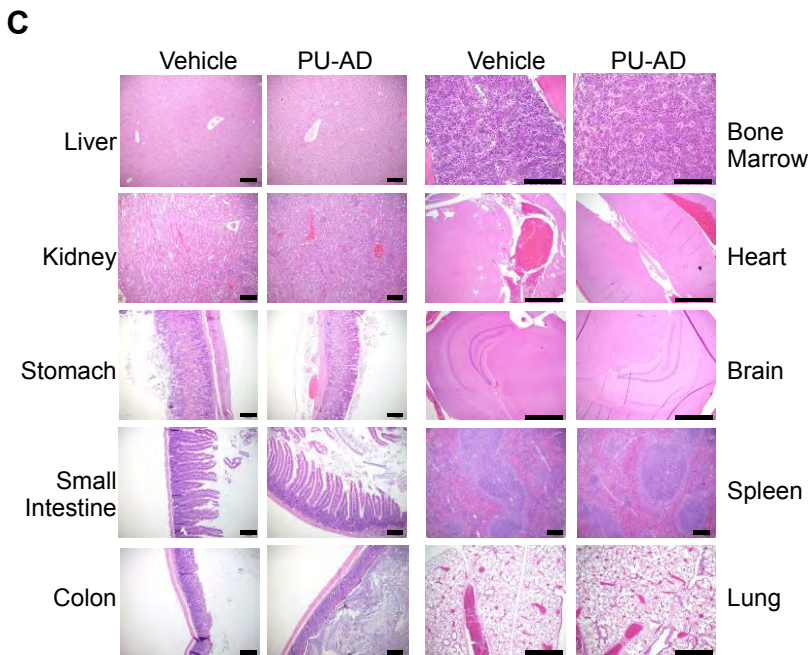 C
Vehicle PU-AD Vehicle PU-AD
Liver
Bone
Marrow
Kidney
Heart
Stomach
Brain
Small
Intestine
Spleen
Colon
Lung